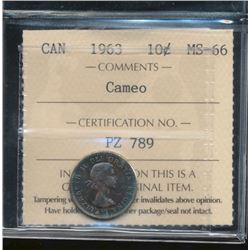 CAN 1963 10¢ MS-66
— COMMENTS —
Cameo
— CERTIFICATION NO. —
PZ 789
IN ON THIS IS A
G INAL ITEM.
Tampering invalidates above opinion.
Have holder package/seal not intact.